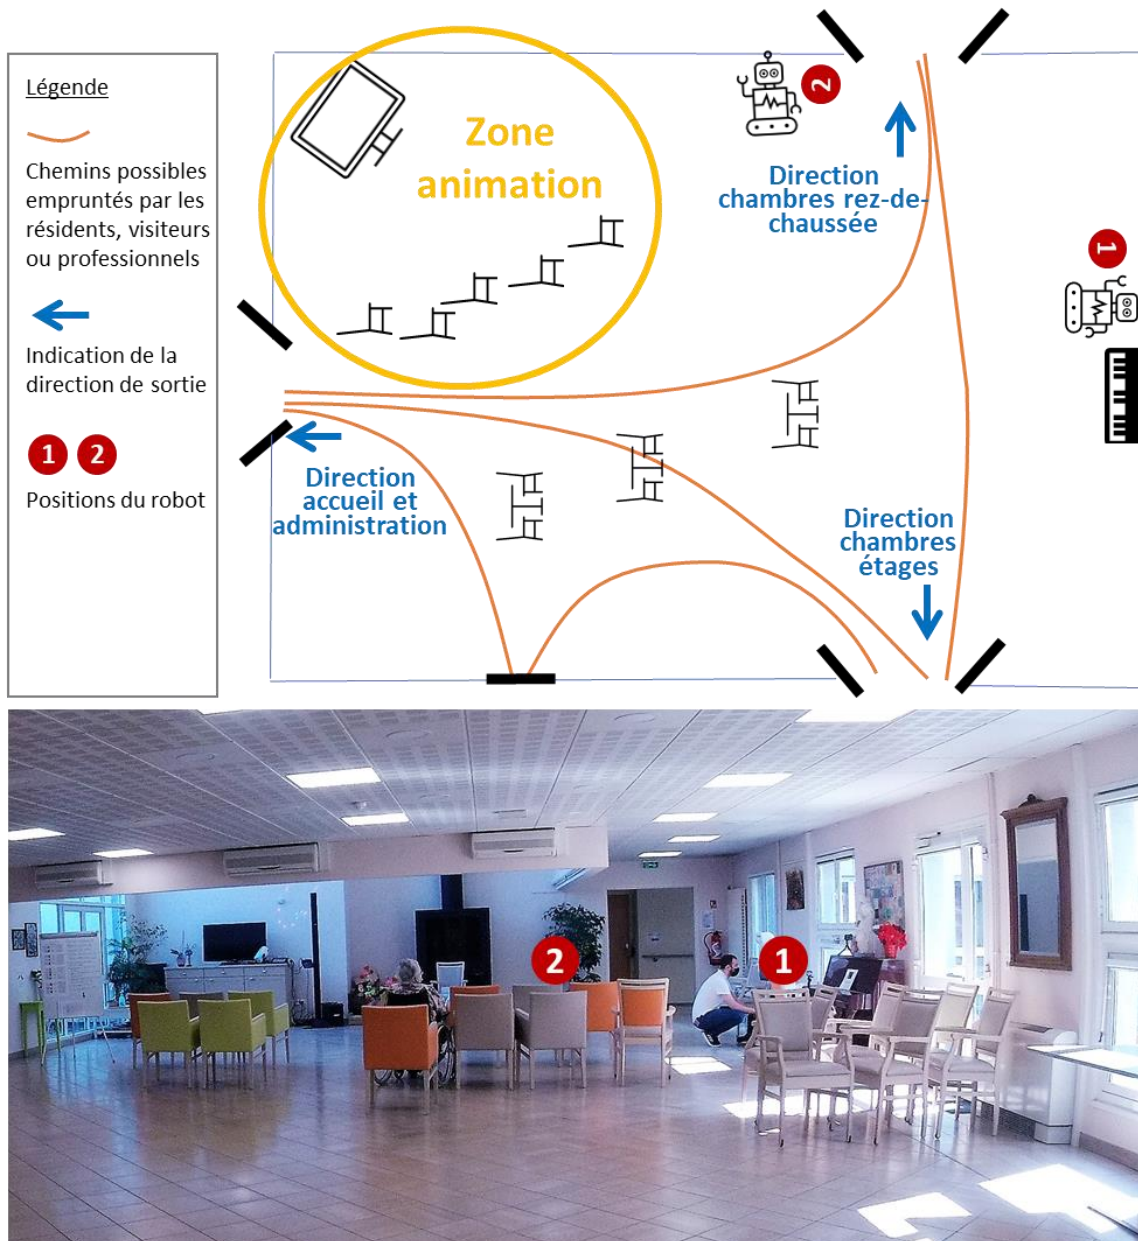 Légende
Chemins possibles
empruntés par les
résidents, visiteurs
ou professionnels
Indication de la
direction de sortie
1 2
Positions du robot
Zone
animation
2
Direction
chambres rez-de-
chaussée
1
Direction
accueil et
administration
Direction
chambres
étages
2
1